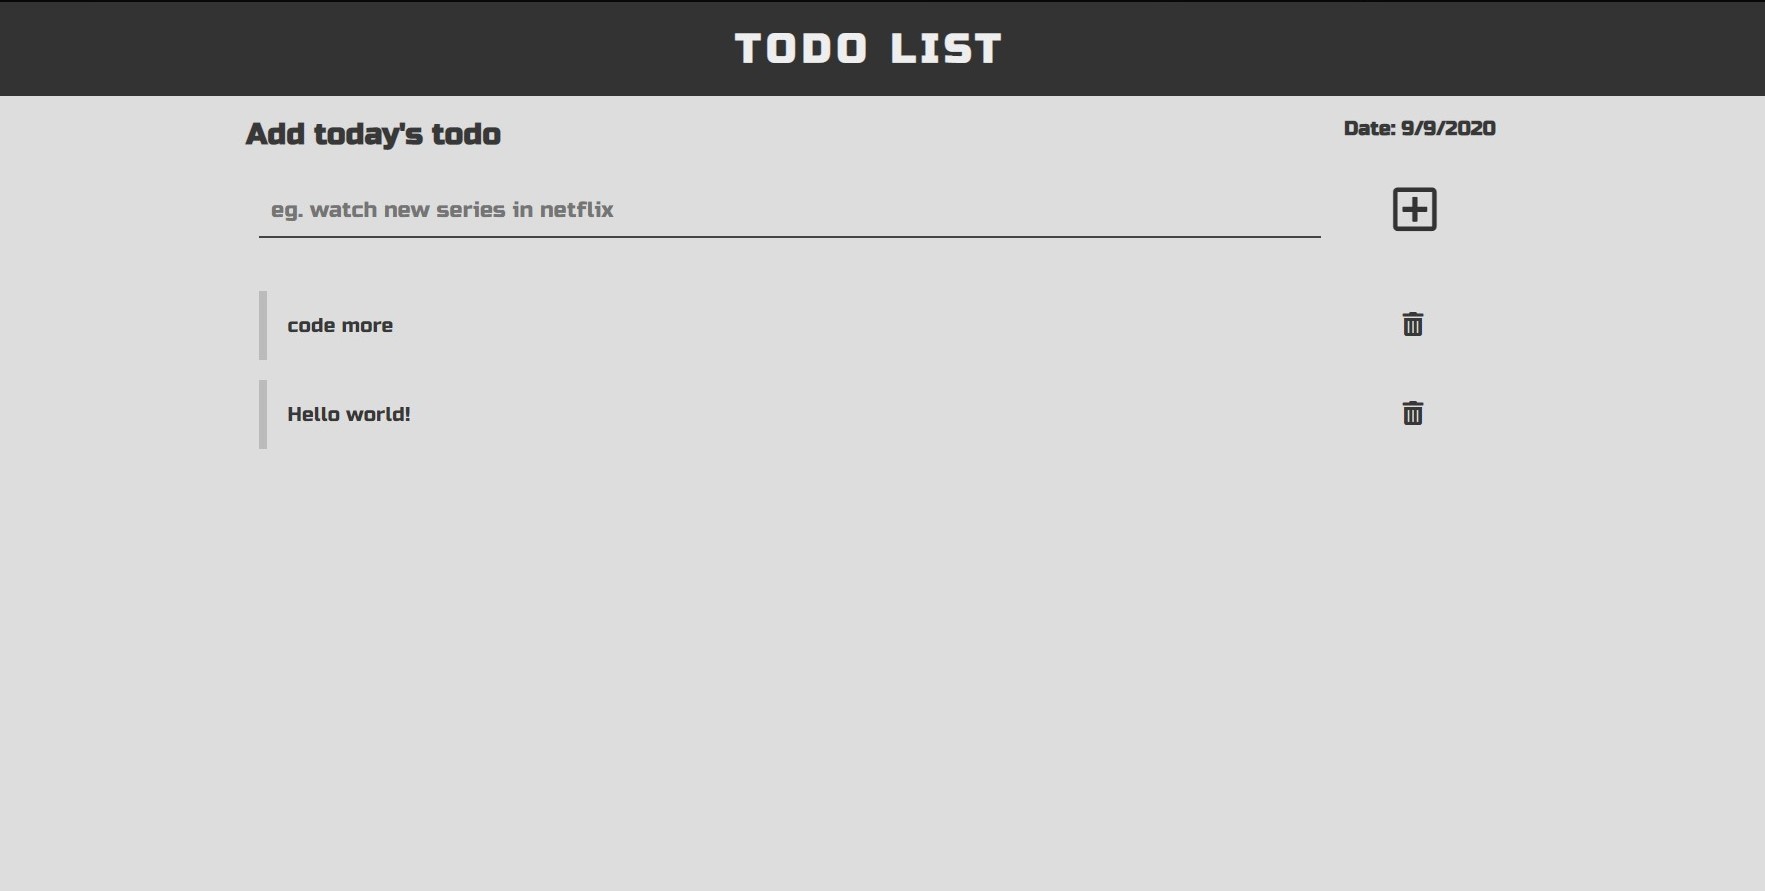 TODO LIST
Add today's todo
Date: 9/9/2020
eg. watch new series in netflix
code more
Hello world!